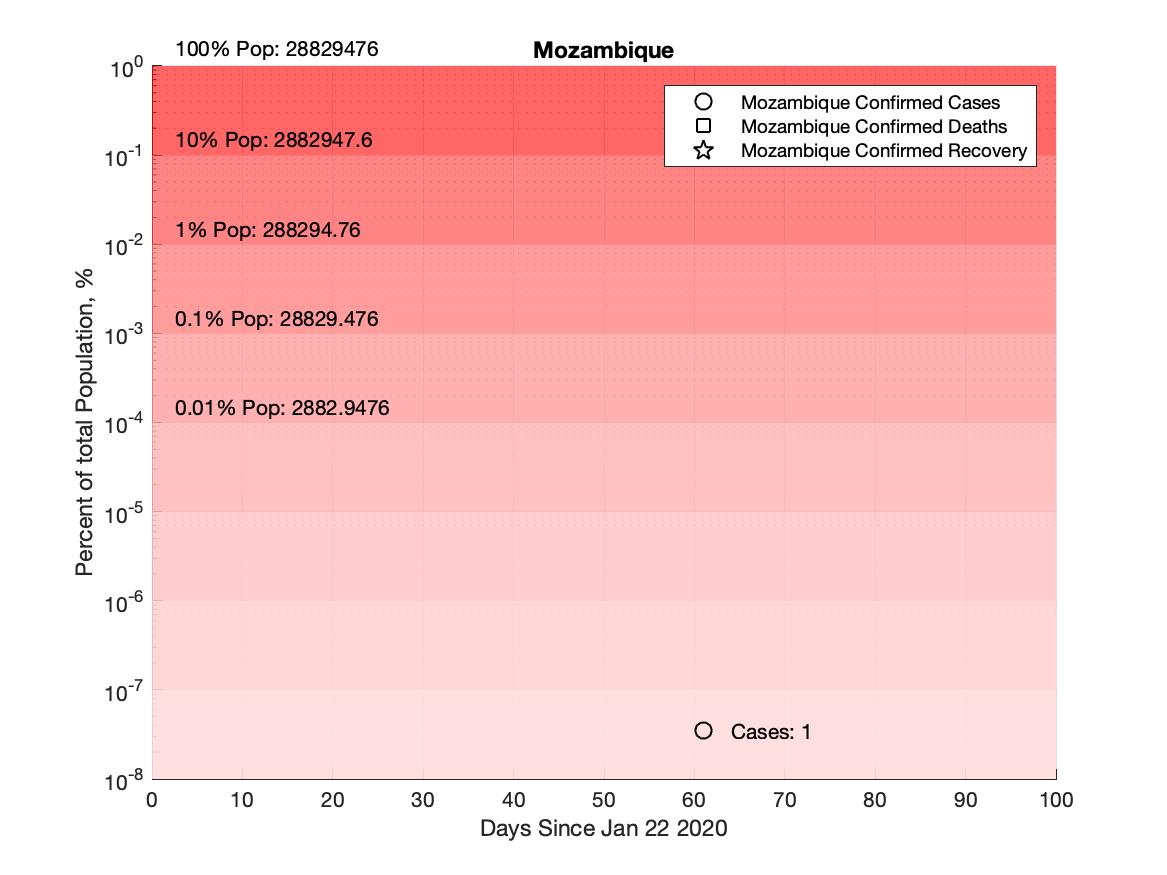 Mozambique
100% Pop: 28829476
10% Pop: 2882947.6
1% Pop: 288294.76
0.1% Pop: 28829.476
0.01% Pop: 2882.9476
Mozambique Confirmed Cases
Mozambique Confirmed Deaths
Mozambique Confirmed Recovery
Cases: 1
Percent of total Population, %
10^0
10^-1
10^-2
10^-3
10^-4
10^-5
10^-6
10^-7
10^-8
0 10 20 30 40 50 60 70 80 90 100
Days Since Jan 22 2020